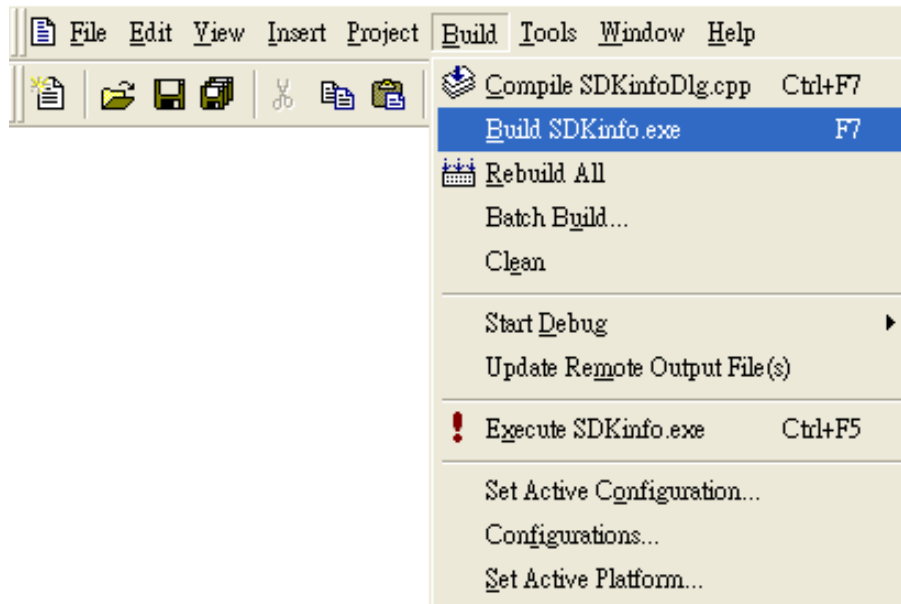 File Edit View Insert Project Build Tools Window Help
Compile SDKinfoDlg.cpp Ctrl+F7
Build SDKinfo.exe F7
Rebuild All
Batch Build...
Clean
Start Debug
Update Remote Output File(s)
Execute SDKinfo.exe Ctrl+F5
Set Active Configuration...
Configurations...
Set Active Platform...